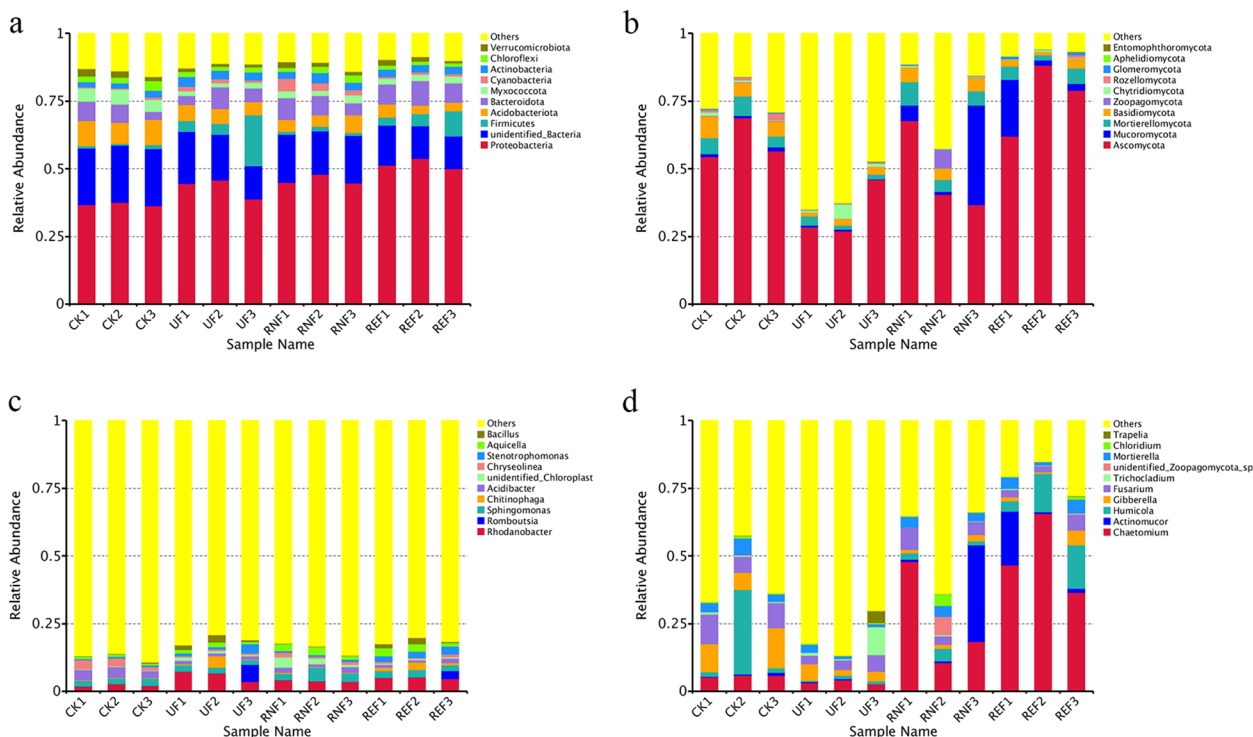 a
1
0.75
0.5
0.25
0
Relative Abundance
CK1 CK2 CK3 UF1 UF2 UF3 RNF1 RNF2 RNF3 REF1 REF2 REF3
Sample Name
Others
Verrucomicrobiota
Chloroflexi
Actinobacteria
Cyanobacteria
Myxococcota
Bacteroidota
Acidobacteriota
Firmicutes
unidentified_Bacteria
Proteobacteria
b
1
0.75
0.5
0.25
0
Relative Abundance
CK1 CK2 CK3 UF1 UF2 UF3 RNF1 RNF2 RNF3 REF1 REF2 REF3
Sample Name
Others
Entomophthoromycota
Aphelidiomycota
Glomeromycota
Rozellomycota
Chytridiomycota
Zoopagomycota
Basidiomycota
Mortierellomycota
Mucoromycota
Ascomycota
c
1
0.75
0.5
0.25
0
Relative Abundance
CK1 CK2 CK3 UF1 UF2 UF3 RNF1 RNF2 RNF3 REF1 REF2 REF3
Sample Name
Others
Bacillus
Aquicella
Stenotrophomonas
Chryseolinea
unidentified_Chloroplast
Acidibacter
Chitinophaga
Sphingomonas
Romboutsia
Rhodanobacter
d
1
0.75
0.5
0.25
0
Relative Abundance
CK1 CK2 CK3 UF1 UF2 UF3 RNF1 RNF2 RNF3 REF1 REF2 REF3
Sample Name
Others
Trapelia
Chloridium
Mortierella
unidentified_Zoopagomycota_sp
Trichocladium
Fusarium
Gibberella
Humicola
Actinomucor
Chaetomium